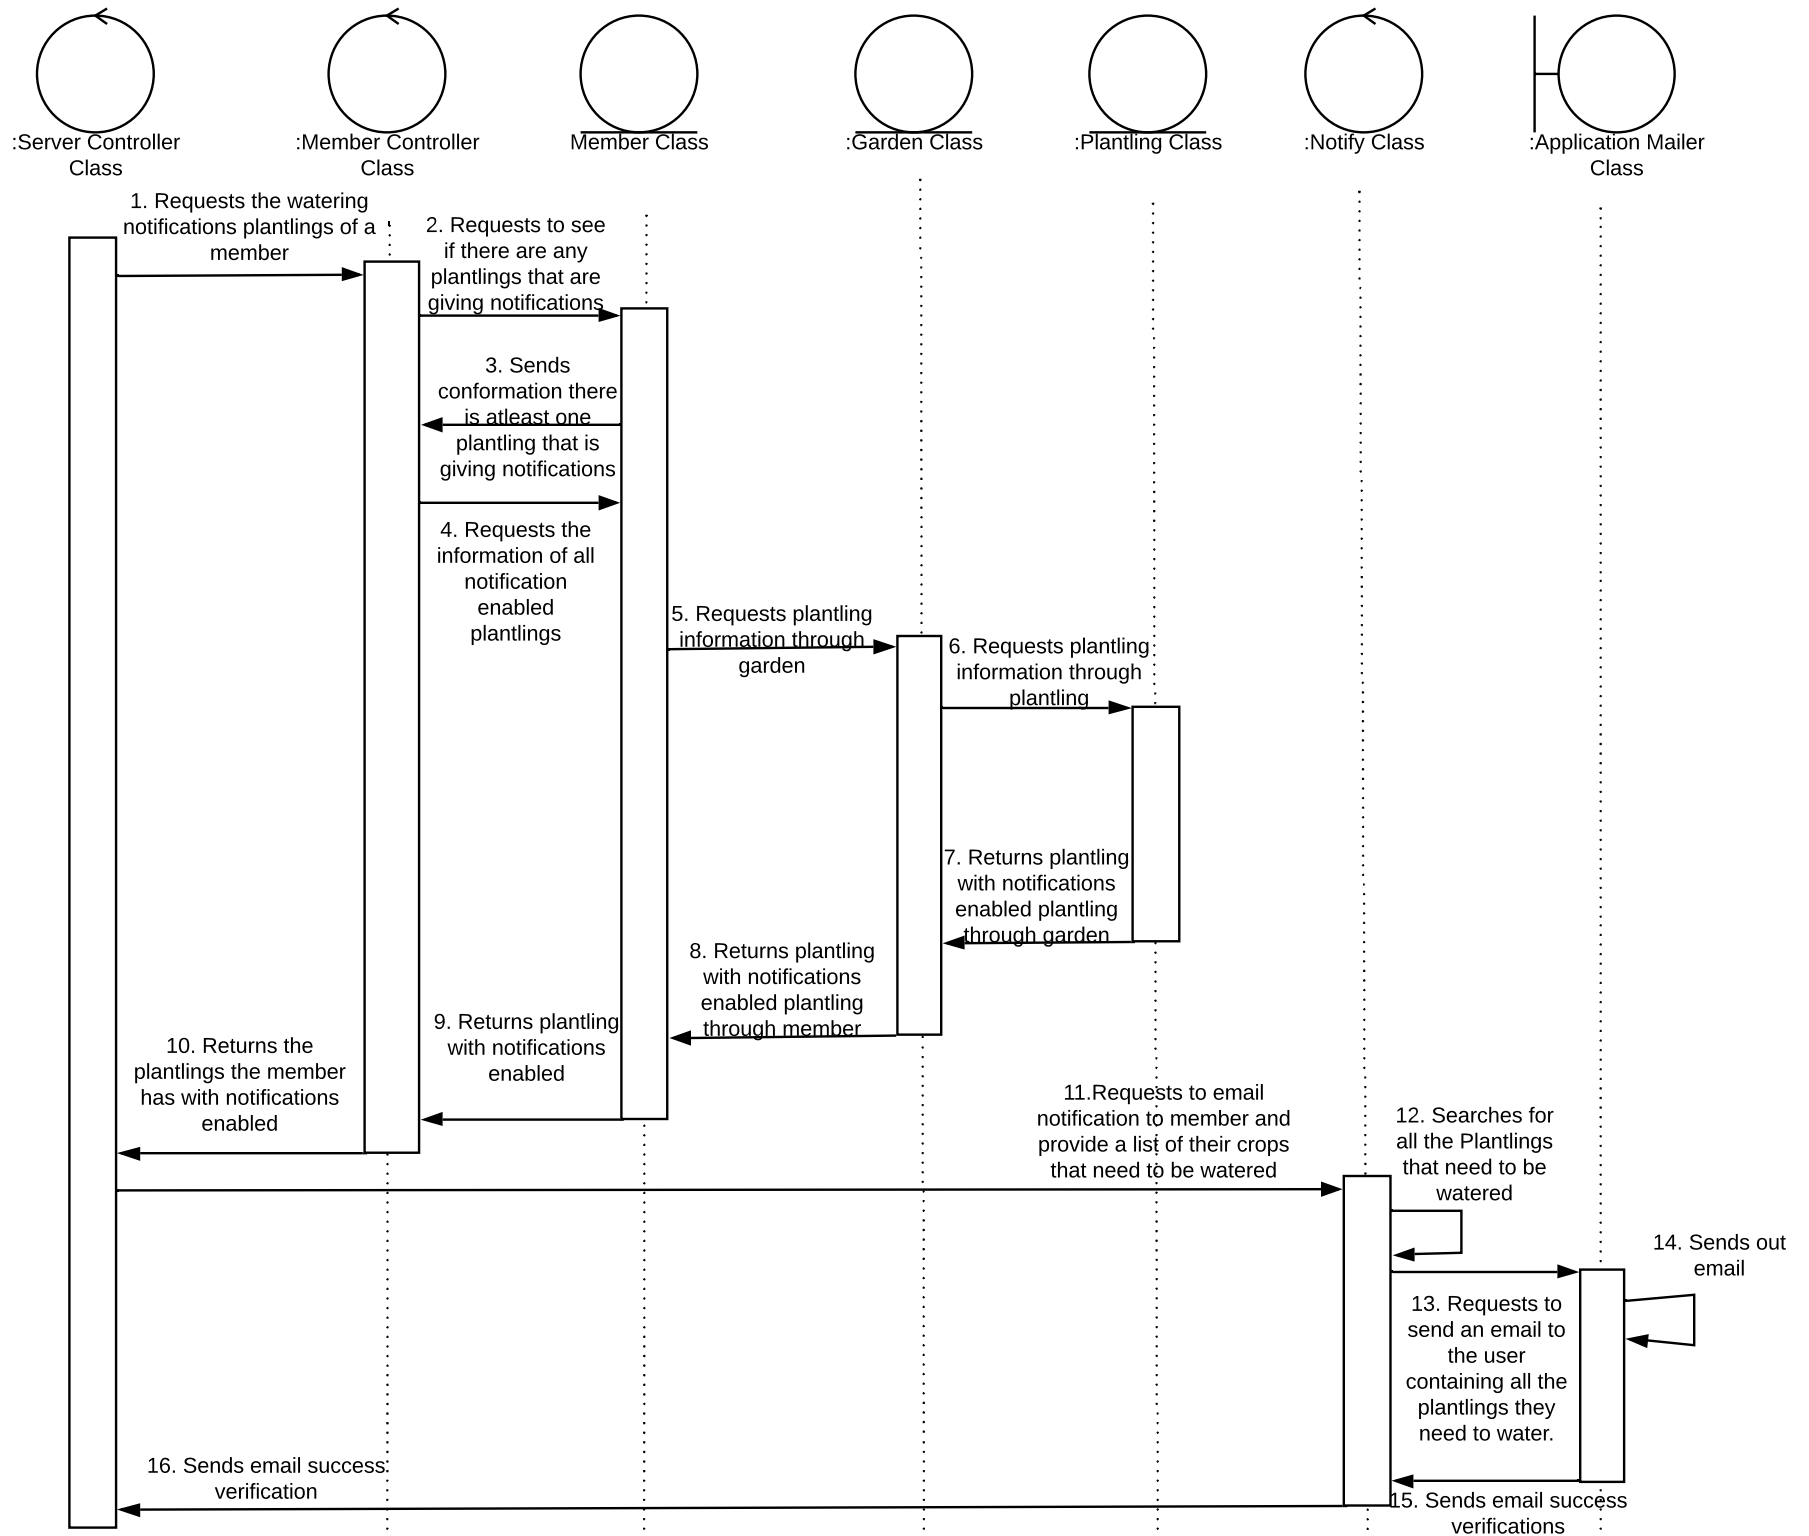 :Server Controller
Class
:Member Controller
Class
Member Class
:Garden Class
:Plantling Class
:Notify Class
:Application Mailer
Class
1. Requests the watering
notifications plantlings of a
member
2. Requests to see
if there are any
plantlings that are
giving notifications
3. Sends
conformation there
is atleast one
plantling that is
giving notifications
4. Requests the
information of all
notification
enabled
plantlings
5. Requests plantling
information through
garden
6. Requests plantling
information through
plantling
7. Returns plantling
with notifications
enabled plantling
through garden
8. Returns plantling
with notifications
enabled plantling
through member
9. Returns plantling
with notifications
enabled
10. Returns the
plantlings the member
has with notifications
enabled
11.Requests to email
notification to member and
provide a list of their crops
that need to be watered
12. Searches for
all the Plantlings
that need to be
watered
13. Requests to
send an email to
the user
containing all the
plantlings they
need to water.
14. Sends out
email
15. Sends email success
verifications
16. Sends email success
verification